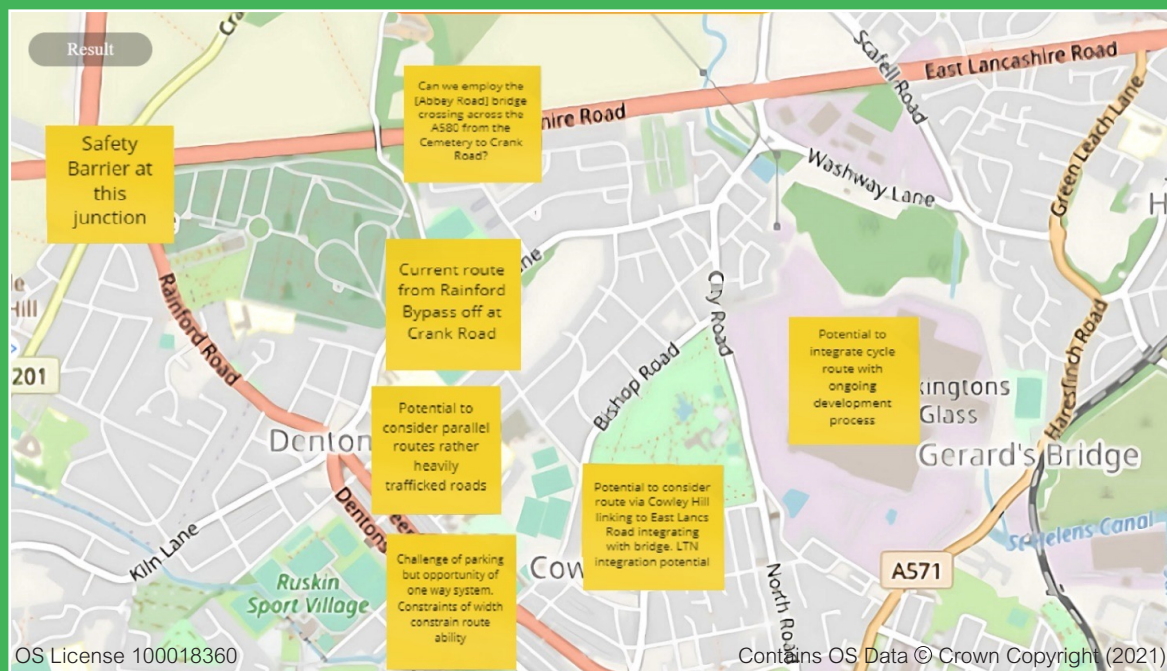 Result
Cra
Scafell Road
East Lancashire Road
Can we employ the
[Abbey Road] bridge
crossing across the
A580 from the
Cemetery to Crank
Road?
hire Road
Safety
Barrier at
this
junction
Washway Lane
Green Leach Lane
H
Current route
from Rainford
Bypass off at
Crank Road
ne
le
Hill
Rainford Road
City Road
Potential to
integrate cycle
route with
ongoing
development
process
kingtons
Glass
Haresfinch Road
201
Bishop Road
Potential to
consider parallel
routes rather
heavily
trafficked roads
Denton
Gerard's Bridge
Potential to consider
route via Cowley Hill
linking to East Lancs
Road integrating
with bridge. LTN
integration potential
Dentons
een
Kiln Lane
Challenge of parking
but opportunity of
one way system.
Constraints of width
constrain route
ability
Cow
St Helens Canal
A571
Ruskin
Sport Village
North Road
OS License 100018360
Contains OS Data © Crown Copyright (2021)